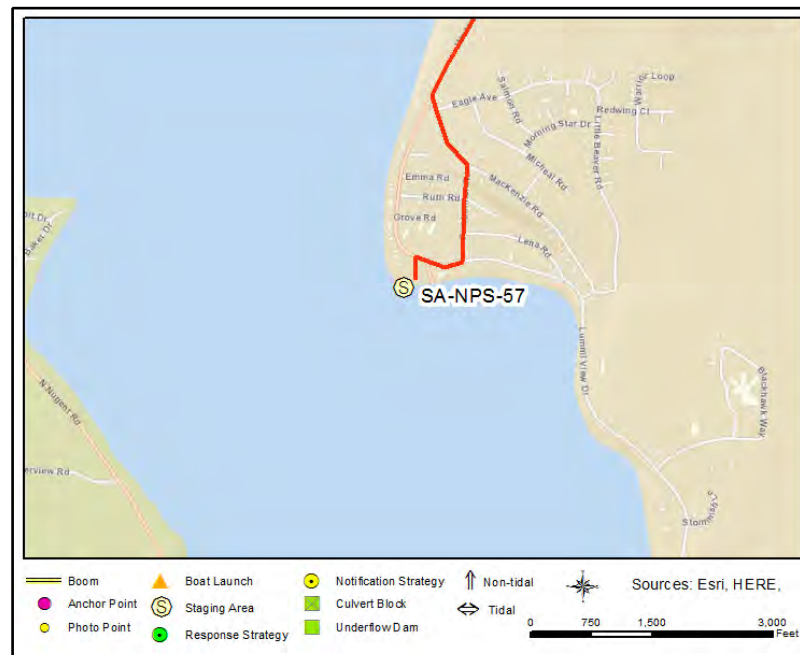 Warrior Loop
Eagle Ave
Salmon Rd
Redwing Ct
Morning Star Dr
Little Beaver Rd
Micheal Rd
Emma Rd
MacKenzie Rd
Ruth Rd
Grove Rd
Baker Dr
Lena Rd
S
SA-NPS-57
Lummi View Dr
N Nugent Rd
Blackhawk Way
erview Rd
Boom
Boat Launch
Notification Strategy
Non-tidal
Sources: Esri, HERE,
Anchor Point
S
Staging Area
Culvert Block
Tidal
Photo Point
Response Strategy
Underflow Dam
0 750 1,500 3,000
Feet